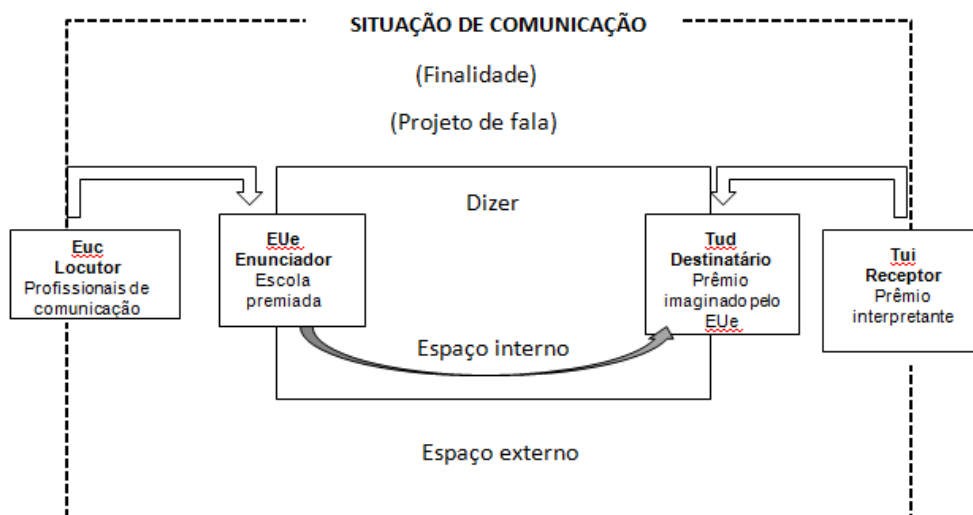 SITUAÇÃO DE COMUNICAÇÃO
(Finalidade)
(Projeto de fala)
Dizer
Euc
Locutor
Profissionais de
comunicação
EUe
Enunciador
Escola
premiada
Tud
Destinatário
Prêmio
imaginado pelo
EUe
Tui
Receptor
Prêmio
interpretante
Espaço interno
Espaço externo